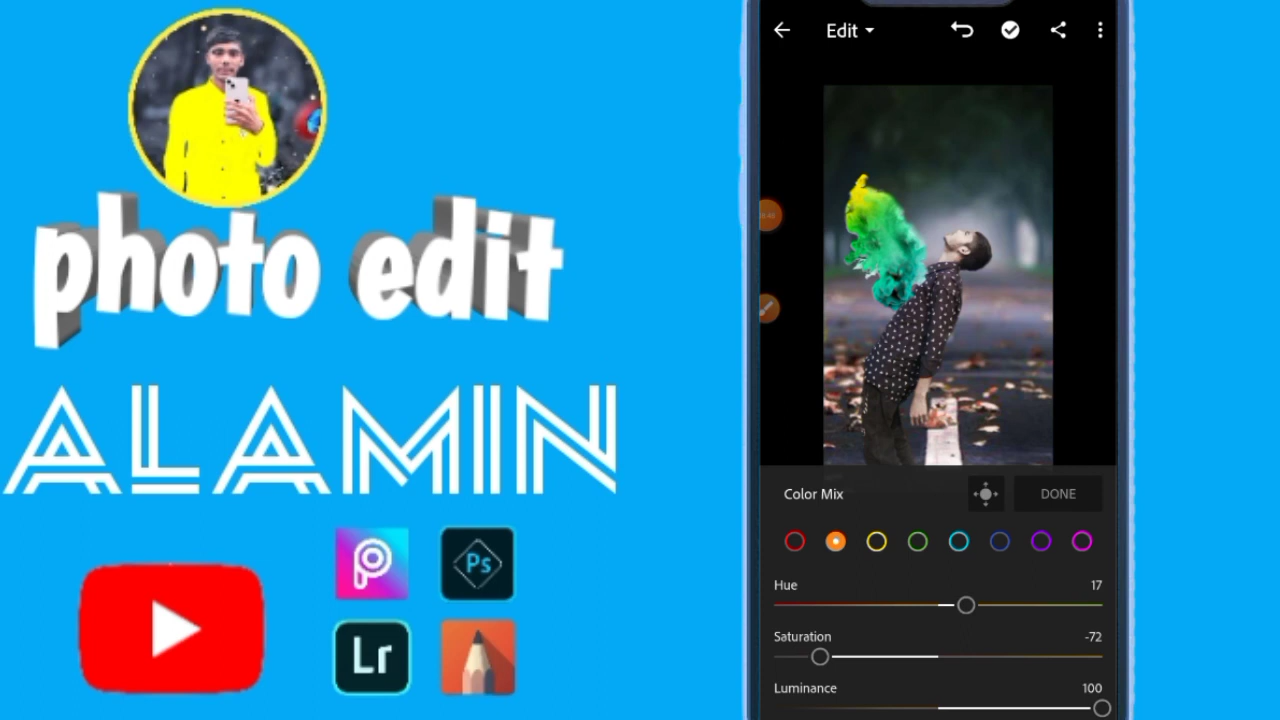 photo edit
ALAMIN
Ps
Lr
Edit
Color Mix
DONE
Hue 17
Saturation -72
Luminance 100